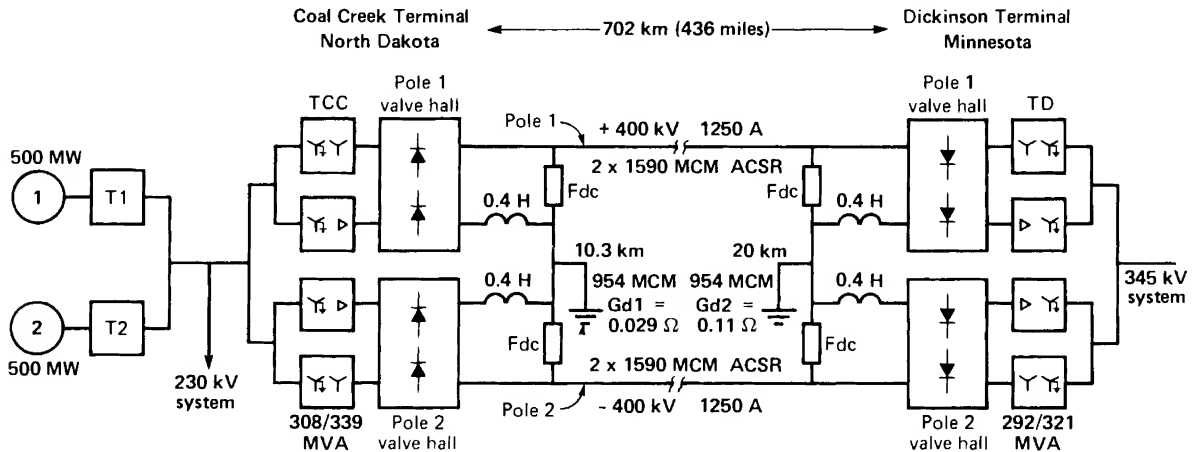 Coal Creek Terminal
North Dakota
702 km (436 miles)
Dickinson Terminal
Minnesota
TCC
Pole 1
valve hall
Pole 1
+ 400 kV 1250 A
2 x 1590 MCM ACSR
Pole 1
valve hall
TD
500 MW
1
T1
Fdc
0.4 H
Fdc
0.4 H
10.3 km
20 km
954 MCM
Gd1 =
0.029 Ω
954 MCM
Gd2 =
0.11 Ω
0.4 H
0.4 H
345 kV
system
2
T2
500 MW
230 kV
system
Fdc
Fdc
2 x 1590 MCM ACSR
Pole 2
- 400 kV 1250 A
308/339
MVA
Pole 2
valve hall
Pole 2
valve hall
292/321
MVA